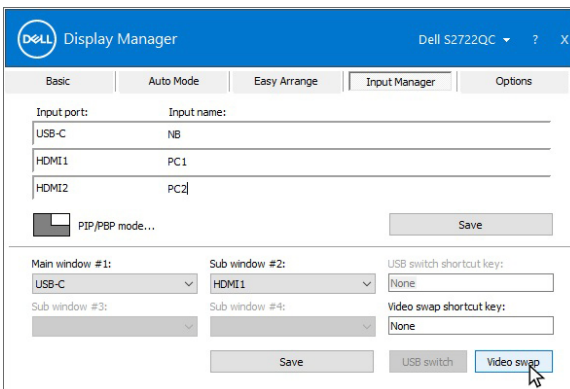 DELL Display Manager Dell S2722QC ? X
Basic Auto Mode Easy Arrange Input Manager Options
Input port: Input name:
USB-C NB
HDMI1 PC1
HDMI2 PC2
PIP/PBP mode... Save
Main window #1: Sub window #2: USB switch shortcut key:
USB-C HDMI1 None
Sub window #3: Sub window #4: Video swap shortcut key:
None
Save USB switch Video swap